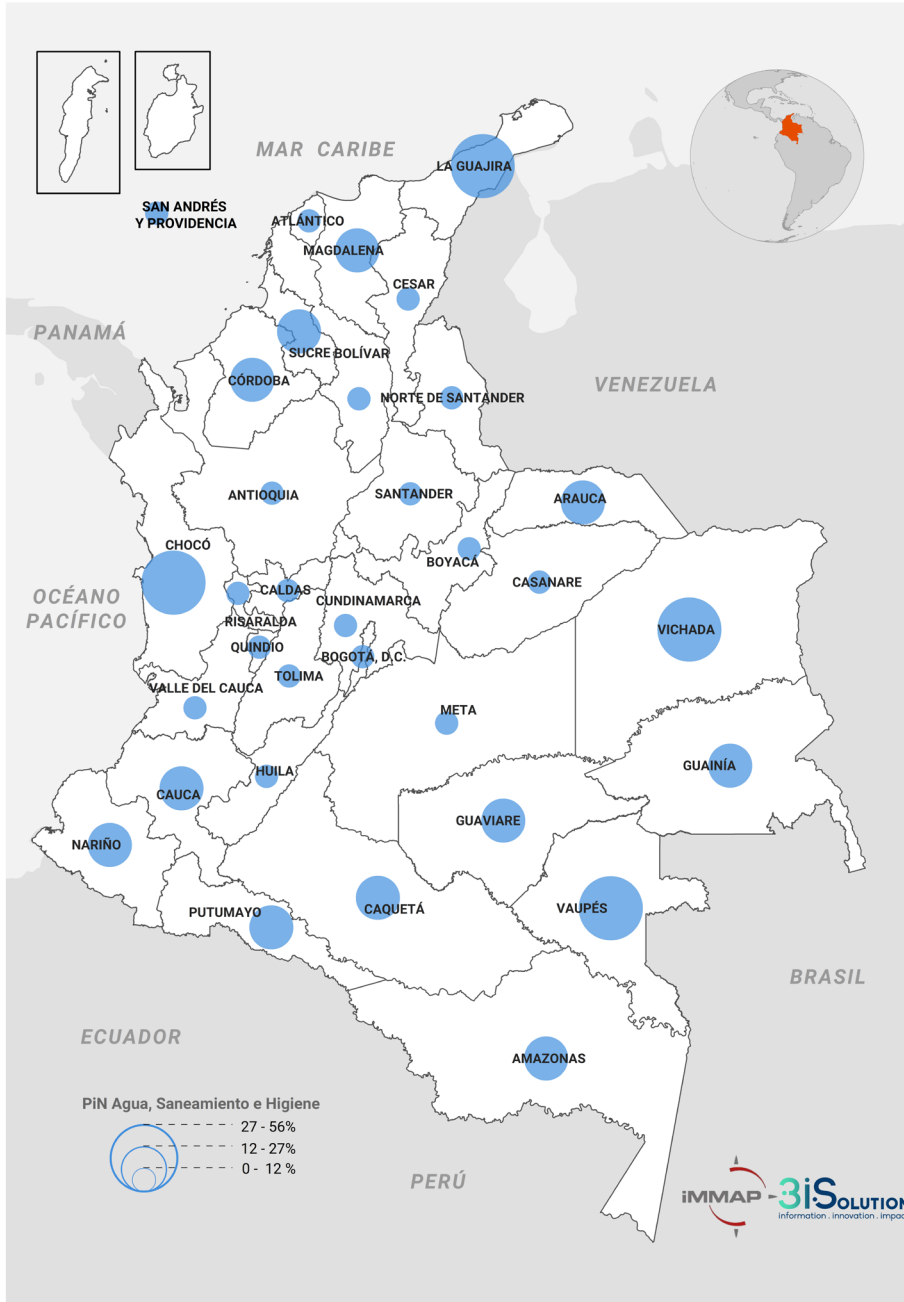 MAR CARIBE
LA GUAJIRA
SAN ANDRÉS
Y PROVIDENCIA
ATLÁNTICO
MAGDALENA
CESAR
PANAMÁ
SUCRE
BOLÍVAR
CÓRDOBA
VENEZUELA
NORTE DE SANTANDER
ANTIOQUIA
SANTANDER
ARAUCA
CHOCÓ
BOYACÁ
CASANARE
OCÉANO
PACÍFICO
CALDAS
CUNDINAMARCA
RISARALDA
VICHADA
QUINDIO
BOGOTÁ, D.C.
TOLIMA
VALLE DEL CAUCA
META
HUILA
GUAINÍA
CAUCA
GUAVIARE
NARIÑO
PUTUMAYO
CAQUETÁ
VAUPÉS
BRASIL
ECUADOR
AMAZONAS
PiN Agua, Saneamiento e Higiene
27 - 56%
12 - 27%
0 - 12 %
PERÚ
iMMAP
3iSOLUTION
information . innovation . impac